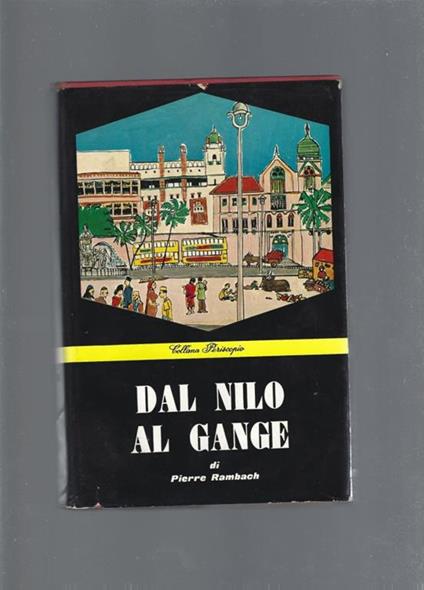 Collana Periscopio
DAL NILO
AL GANGE
di
Pierre Rambach